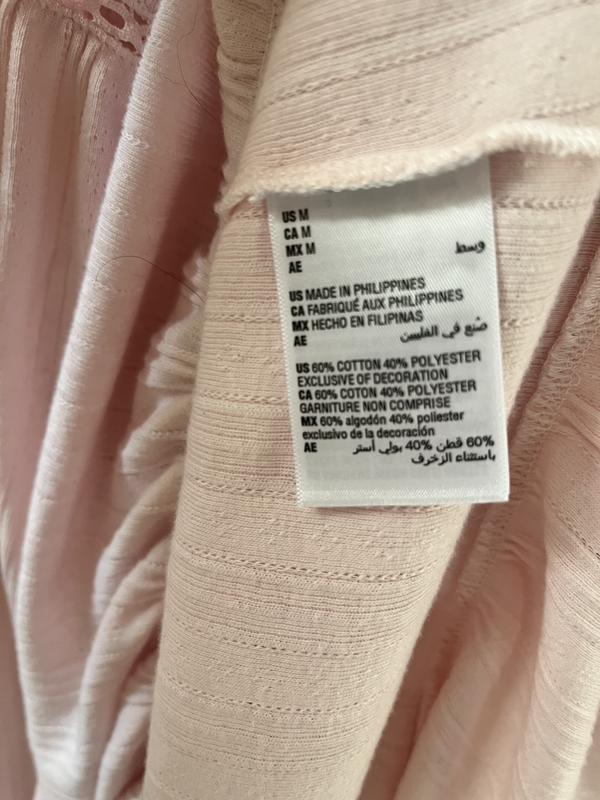 US M
CA M
MX M
AE وسط
US MADE IN PHILIPPINES
CA FABRIQUÉ AUX PHILIPPINES
MX HECHO EN FILIPINAS
AE صُنع في الفلبين
US 60% COTTON 40% POLYESTER
EXCLUSIVE OF DECORATION
CA 60% COTON 40% POLYESTER
GARNITURE NON COMPRISE
MX 60% algodón 40% poliester
exclusivo de la decoración
AE 60% قطن 40% بولي أستر
باستثناء الزخرف